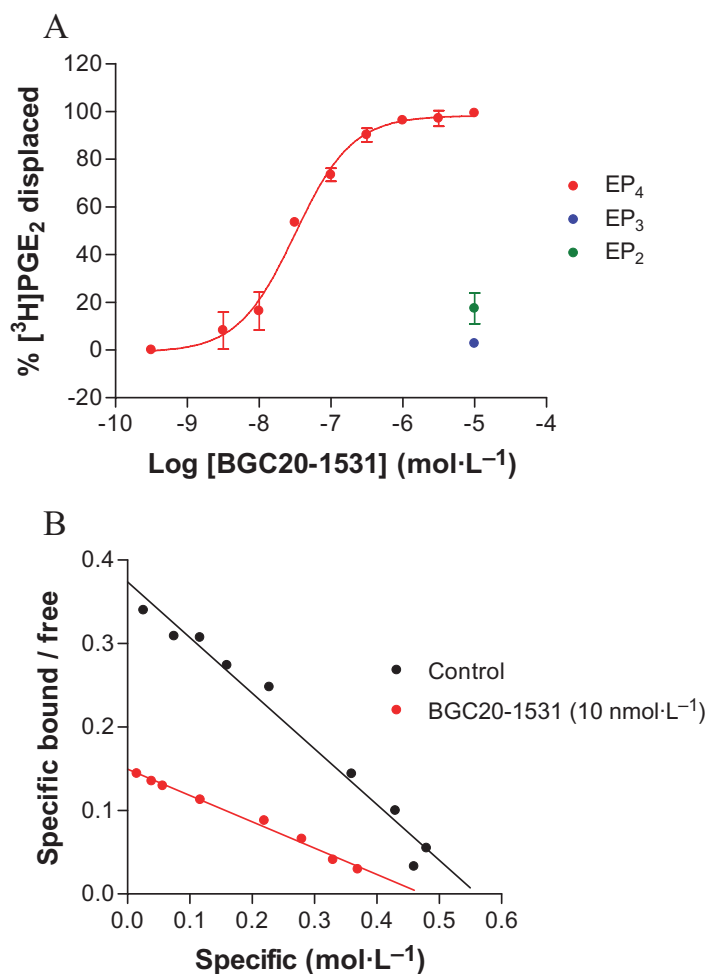 A
120
100
80
60
40
20
0
-20
% [³H]PGE₂ displaced
-10 -9 -8 -7 -6 -5 -4
Log [BGC20-1531] (mol·L⁻¹)
EP₄
EP₃
EP₂
B
0.4
0.3
0.2
0.1
0.0
Specific bound / free
0.0 0.1 0.2 0.3 0.4 0.5 0.6
Specific (mol·L⁻¹)
Control
BGC20-1531 (10 nmol·L⁻¹)